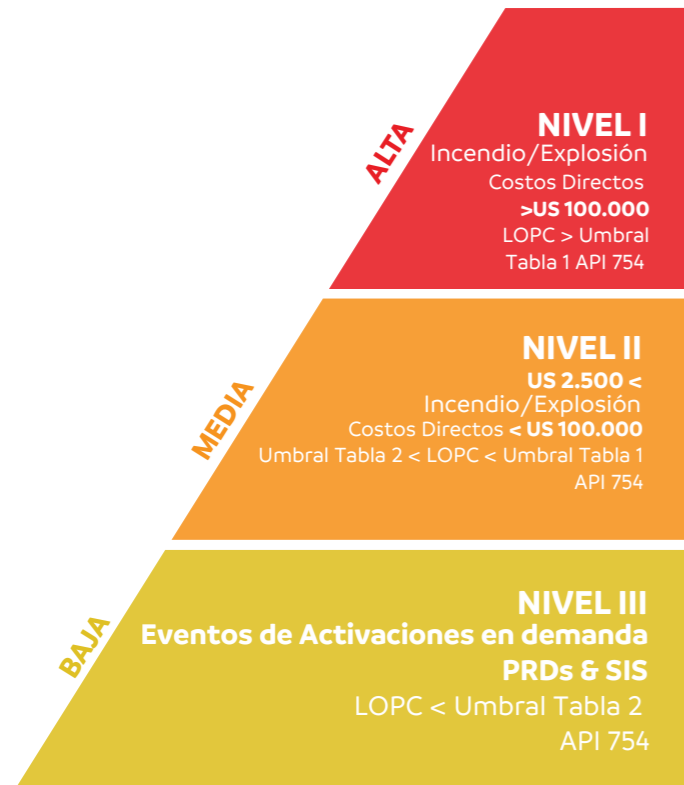 ALTA
NIVEL I
Incendio/Explosión
Costos Directos
>US 100.000
LOPC > Umbral
Tabla 1 API 754
MEDIA
NIVEL II
US 2.500 <
Incendio/Explosión
Costos Directos < US 100.000
Umbral Tabla 2 < LOPC < Umbral Tabla 1
API 754
BAJA
NIVEL III
Eventos de Activaciones en demanda
PRDs & SIS
LOPC < Umbral Tabla 2
API 754